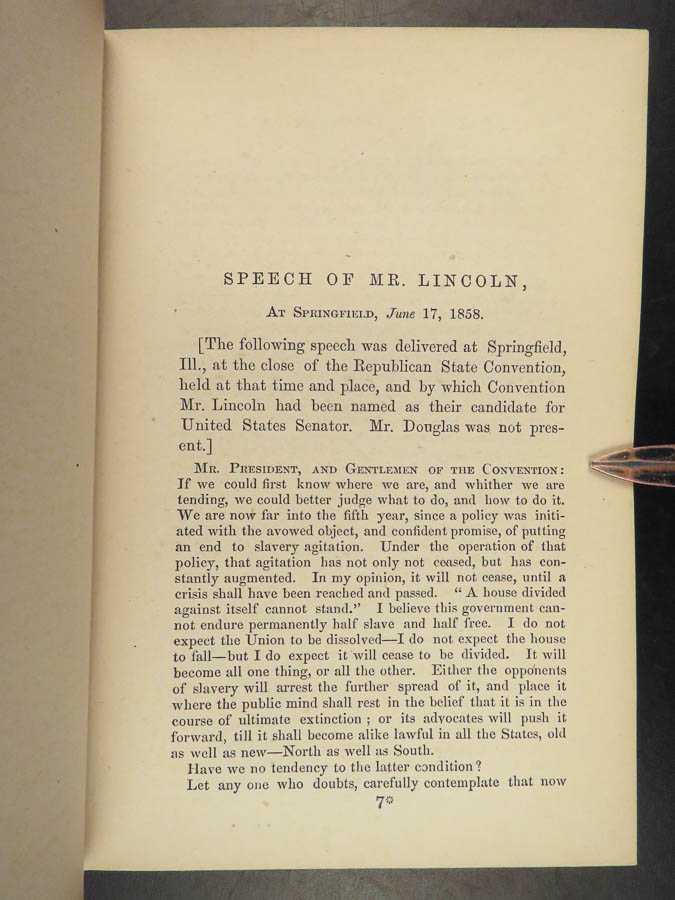 SPEECH OF MR. LINCOLN,
AT SPRINGFIELD, June 17, 1858.
[The following speech was delivered at Springfield,
Ill., at the close of the Republican State Convention,
held at that time and place, and by which Convention
Mr. Lincoln had been named as their candidate for
United States Senator. Mr. Douglas was not pres-
ent.]
MR. PRESIDENT, AND GENTLEMEN OF THE CONVENTION:
If we could first know where we are, and whither we are
tending, we could better judge what to do, and how to do it.
We are now far into the fifth year, since a policy was initi-
ated with the avowed object, and confident promise, of putting
an end to slavery agitation. Under the operation of that
policy, that agitation has not only not ceased, but has con-
stantly augmented. In my opinion, it will not cease, until a
crisis shall have been reached and passed. "A house divided
against itself cannot stand." I believe this government can-
not endure permanently half slave and half free. I do not
expect the Union to be dissolved—I do not expect the house
to fall—but I do expect it will cease to be divided. It will
become all one thing, or all the other. Either the opponents
of slavery will arrest the further spread of it, and place it
where the public mind shall rest in the belief that it is in the
course of ultimate extinction; or its advocates will push it
forward, till it shall become alike lawful in all the States, old
as well as new—North as well as South.
Have we no tendency to the latter condition?
Let any one who doubts, carefully contemplate that now
7*